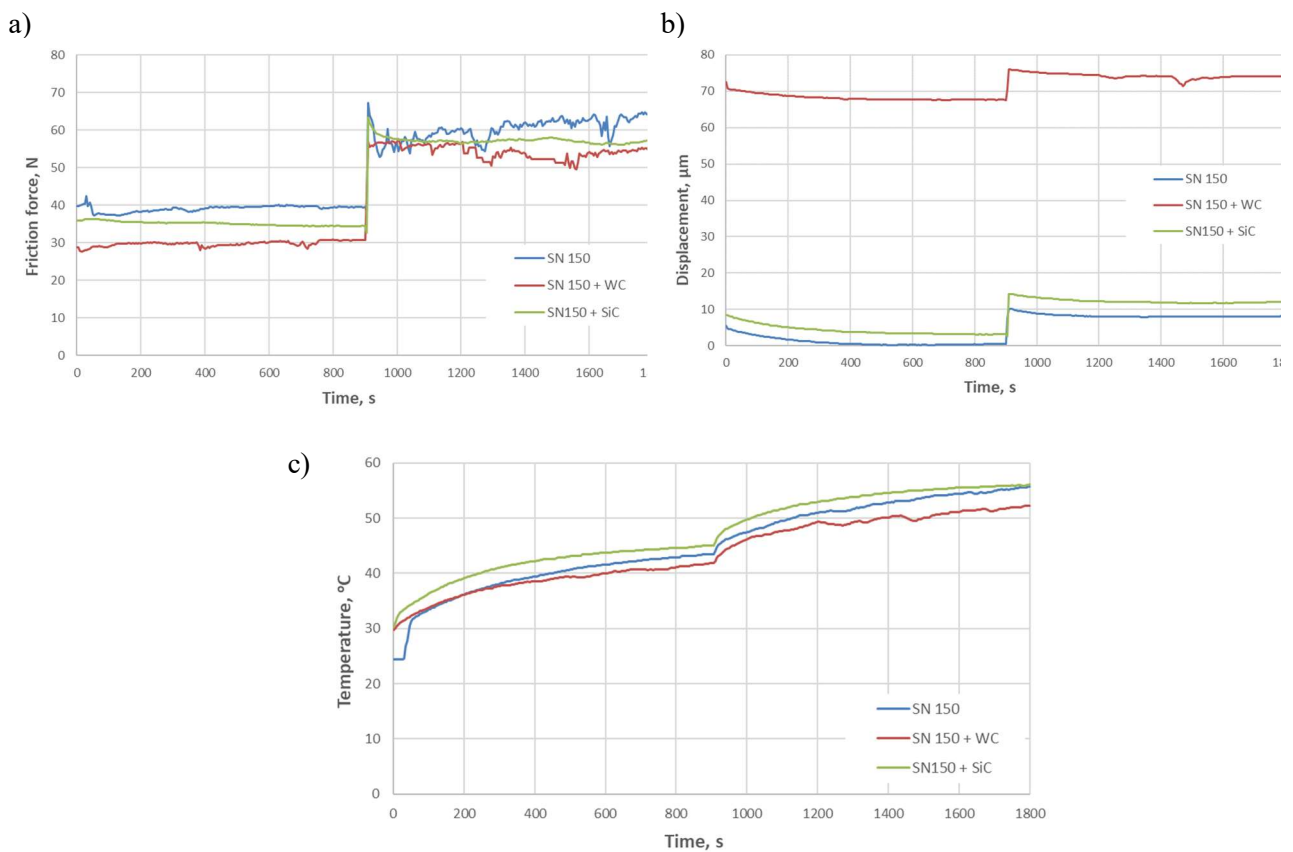 a)
Friction force, N
80
70
60
50
40
30
20
10
0
0 200 400 600 800 1000 1200 1400 1600 1
Time, s
SN 150
SN 150 + WC
SN150 + SiC
b)
Displacement, µm
80
70
60
50
40
30
20
10
0
0 200 400 600 800 1000 1200 1400 1600 18
Time, s
SN 150
SN 150 + WC
SN150 + SiC
c)
Temperature, °C
60
50
40
30
20
10
0
0 200 400 600 800 1000 1200 1400 1600 1800
Time, s
SN 150
SN 150 + WC
SN150 + SiC